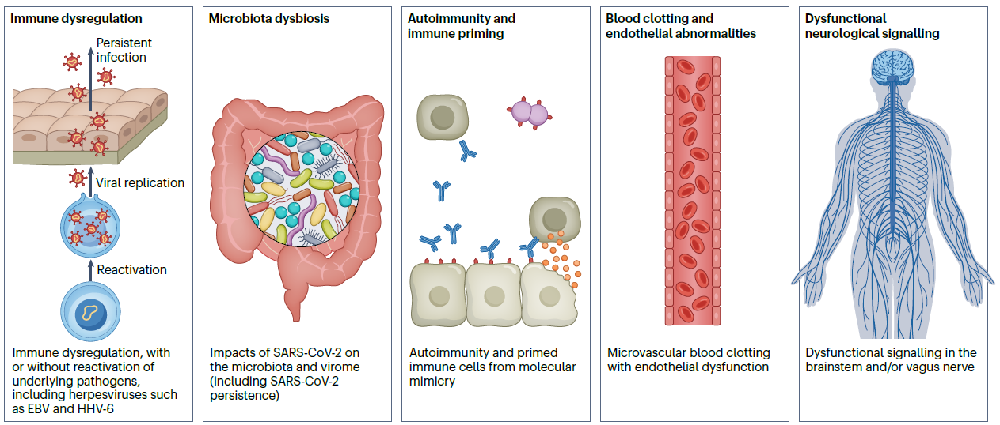 Immune dysregulation
Persistent
infection
Viral replication
Reactivation
Immune dysregulation, with
or without reactivation of
underlying pathogens,
including herpesviruses such
as EBV and HHV-6
Microbiota dysbiosis
Impacts of SARS-CoV-2 on
the microbiota and virome
(including SARS-CoV-2
persistence)
Autoimmunity and
immune priming
Autoimmunity and primed
immune cells from molecular
mimicry
Blood clotting and
endothelial abnormalities
Microvascular blood clotting
with endothelial dysfunction
Dysfunctional
neurological signalling
Dysfunctional signalling in the
brainstem and/or vagus nerve